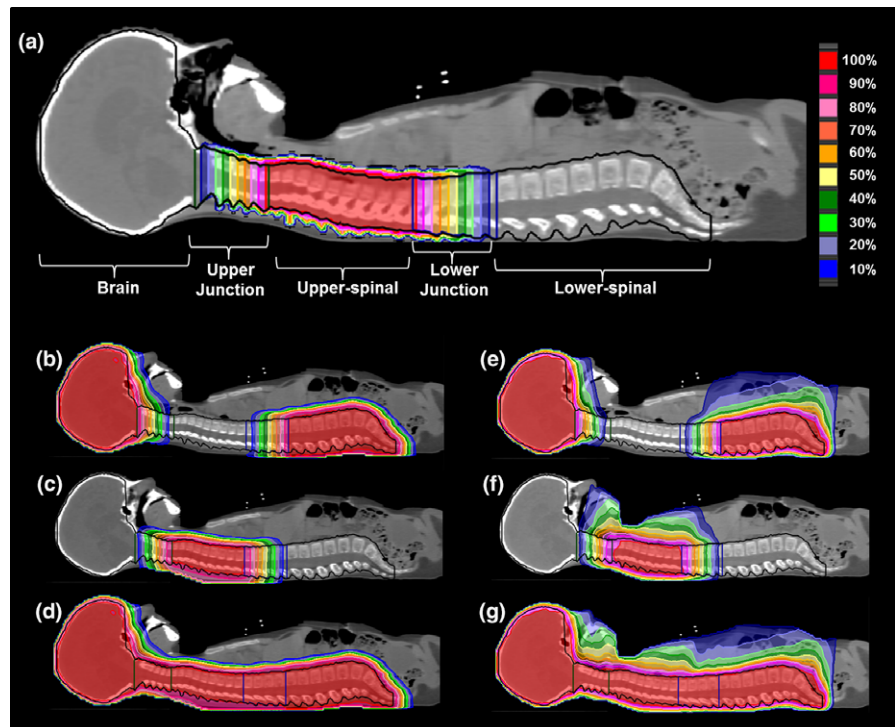 (a)
100%
90%
80%
70%
60%
50%
40%
30%
20%
10%
Brain
Upper
Junction
Upper-spinal
Lower
Junction
Lower-spinal
(b)
(e)
(c)
(f)
(d)
(g)